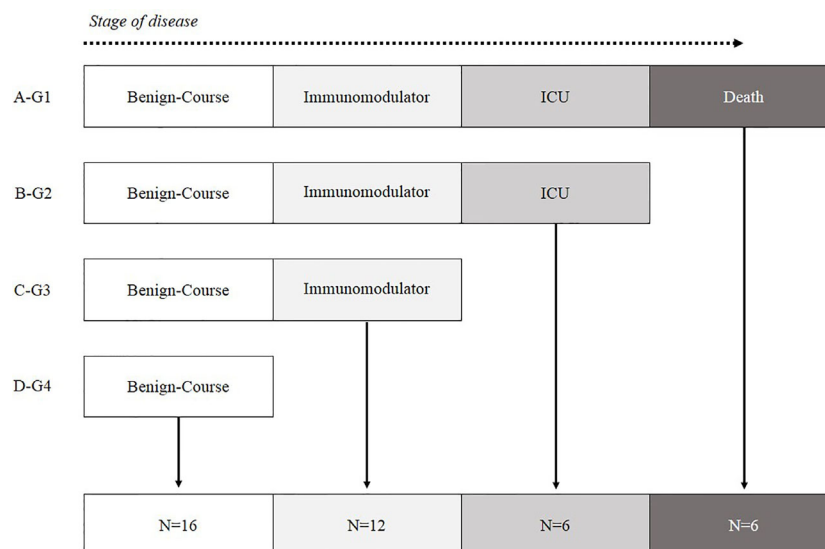 Stage of disease
A-G1 Benign-Course Immunomodulator ICU Death
B-G2 Benign-Course Immunomodulator ICU
C-G3 Benign-Course Immunomodulator
D-G4 Benign-Course
N=16 N=12 N=6 N=6